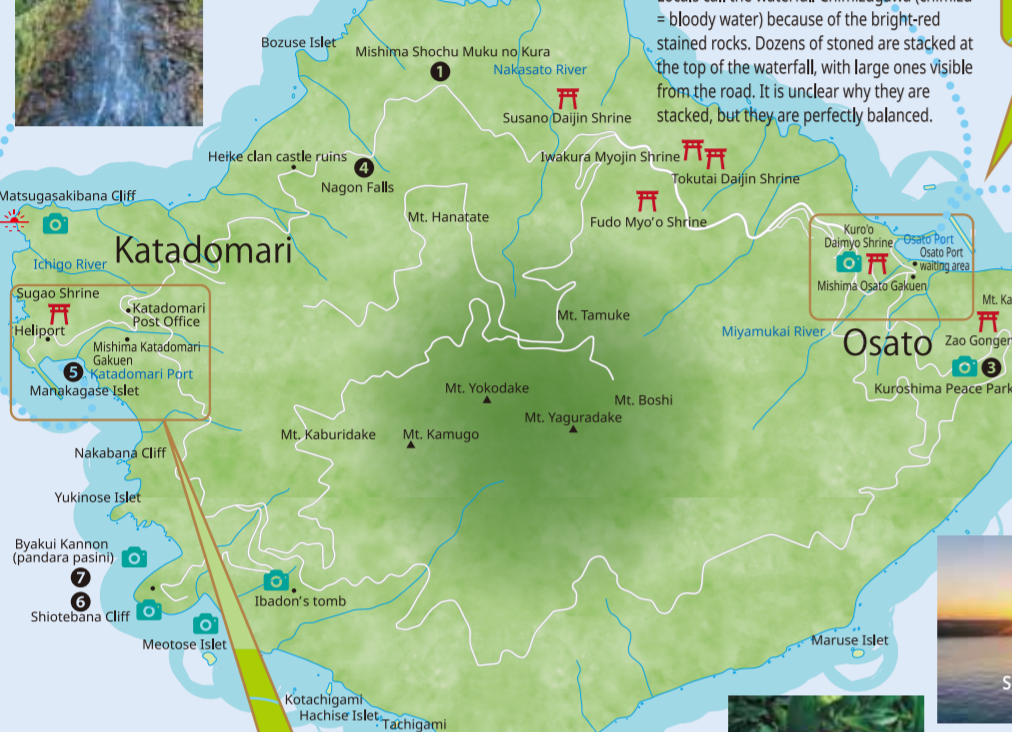 = bloody water) because of the bright-red
stained rocks. Dozens of stoned are stacked at
the top of the waterfall, with large ones visible
from the road. It is unclear why they are
stacked, but they are perfectly balanced.
Bozuse Islet
Mishima Shochu Muku no Kura
1
Nakasato River
Susano Daijin Shrine
Heike clan castle ruins
4
Nagon Falls
Iwakura Myojin Shrine
Tokutai Daijin Shrine
Fudo Myo'o Shrine
Matsugasakibana Cliff
Katadomari
Ichigo River
Mt. Hanatate
Sugao Shrine
Katadomari
Post Office
Heliport
Mishima Katadomari
Gakuen
5
Katadomari Port
Manakagase Islet
Kuro'o
Daimyo Shrine
Osato Port
Osato Port
waiting area
Mishima Osato Gakuen
Mt. Tamuke
Miyamukai River
Osato
Mt. Ka
Zao Gongen
3
Kuroshima Peace Park
Mt. Yokodake
Mt. Boshi
Mt. Yaguradake
Mt. Kaburidake
Mt. Kamugo
Nakabana Cliff
Yukinose Islet
Byakui Kannon
(pandara pasini)
7
6
Shiotebana Cliff
Meotose Islet
Ibadon's tomb
Maruse Islet
Kotachigami
Hachise Islet
Tachigami
S